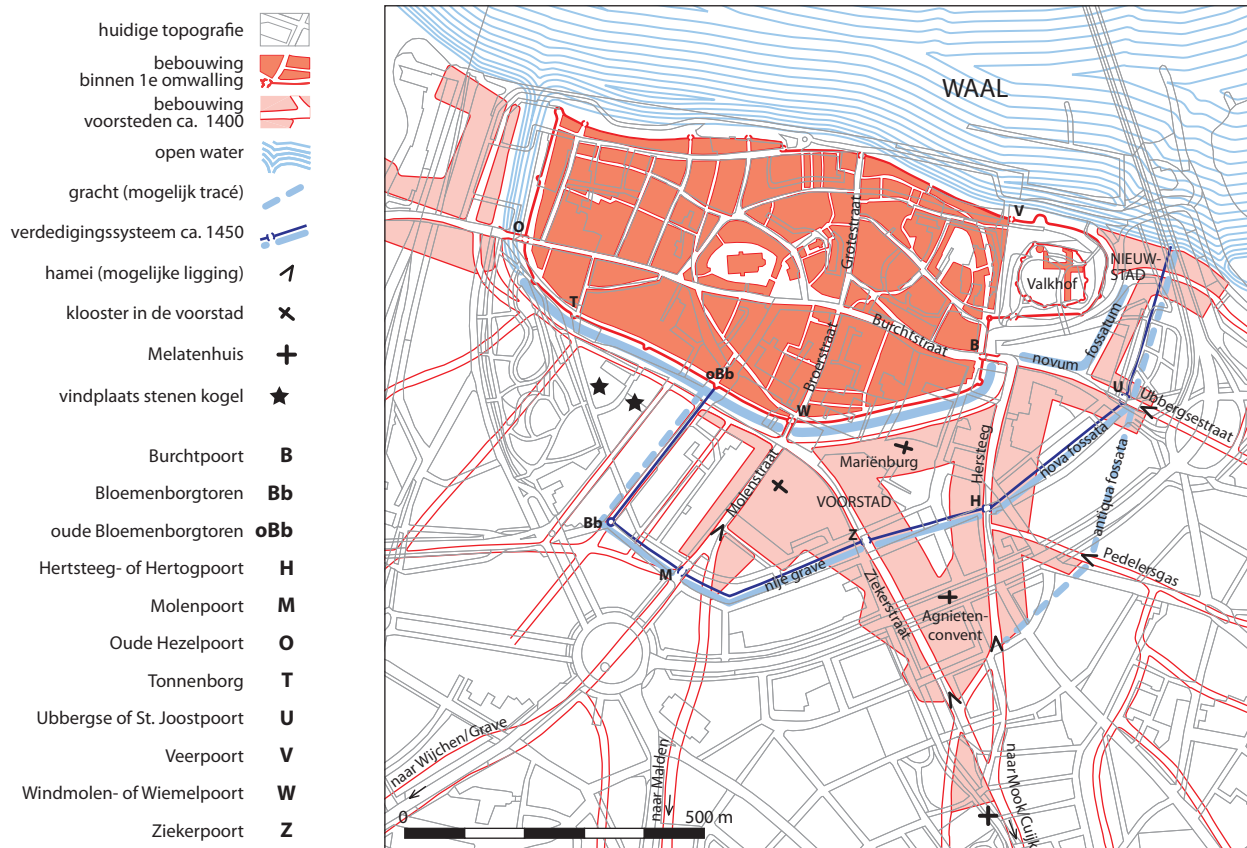 huidige topografie
bebouwing
binnen 1e omwalling
bebouwing
voorsteden ca. 1400
open water
gracht (mogelijk tracé)
verdedigingssysteem ca. 1450
hamei (mogelijke ligging)
klooster in de voorstad
Melatenhuis
vindplaats stenen kogel
Burchtpoort B
Bloemenborgtoren Bb
oude Bloemenborgtoren oBb
Hertsteeg- of Hertogpoort H
Molenpoort M
Oude Hezelpoort O
Tonnenborg T
Ubbergse of St. Joostpoort U
Veerpoort V
Windmolen- of Wiemelpoort W
Ziekerpoort Z
WAAL
V
O
Grotestraat
NIEUW-
STAD
Valkhof
T
Burchtstraat
B
novum fossatum
oBb
Broerstraat
W
U
Ubbergsestraat
Mariënburg
Hersteeg
nova fossata
antiqua fossata
Molenstraat
VOORSTAD
H
Bb
Z
Pedelersgas
M
nije grave
Ziekerstraat
Agnieten-
convent
naar Wijchen/Grave
naar Malden
naar Mook/Cuijk
0 500 m